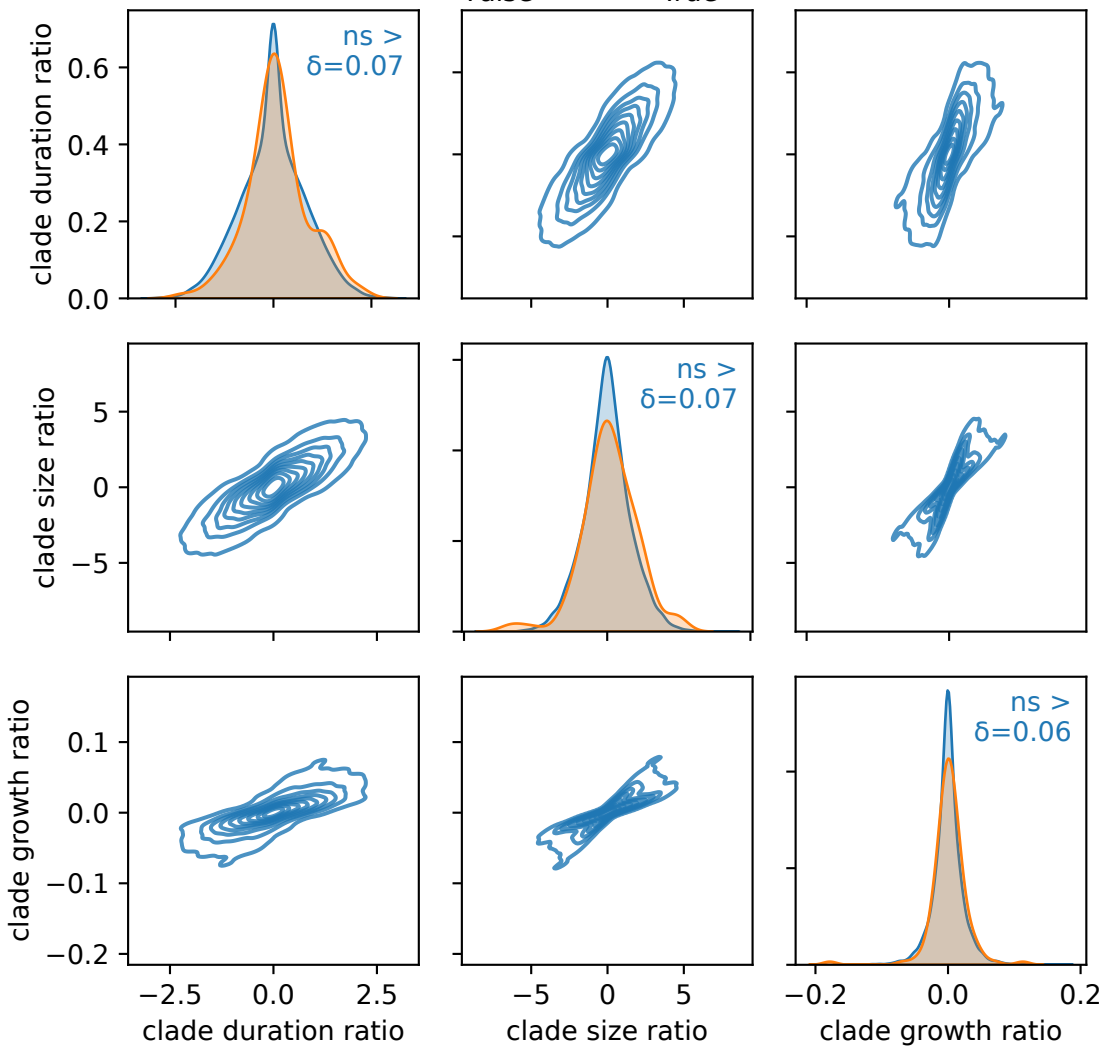 clade duration ratio
0.6
0.4
0.2
0.0
ns >
δ=0.07
clade size ratio
5
0
−5
ns >
δ=0.07
clade growth ratio
0.1
0.0
−0.1
−0.2
ns >
δ=0.06
−2.5 0.0 2.5
−5 0 5
−0.2 0.0 0.2
clade duration ratio
clade size ratio
clade growth ratio